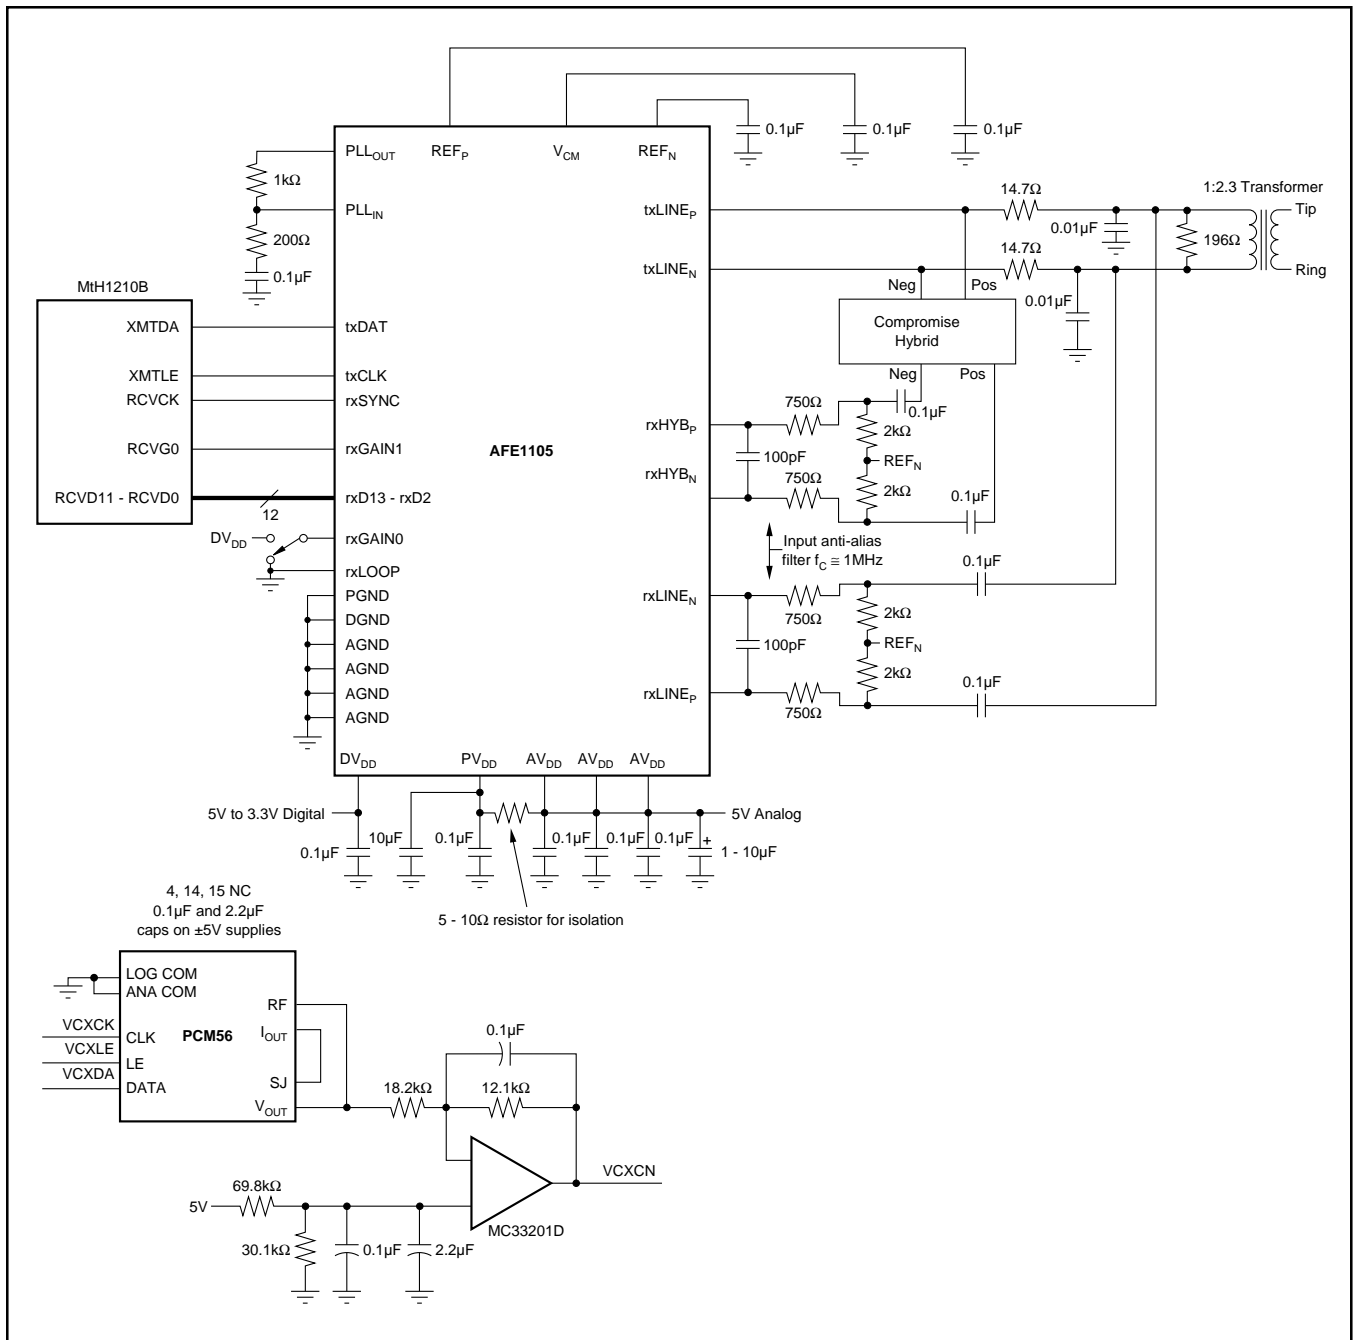 0.1µF
0.1µF
0.1µF
PLLOUT
REFP
VCM
REFN
1kΩ
PLLIN
200Ω
0.1µF
txLINEP
14.7Ω
1:2.3 Transformer
Tip
0.01µF
196Ω
txLINEN
14.7Ω
Ring
Neg
Pos
0.01µF
MtH1210B
Compromise
Hybrid
XMTDA
txDAT
Neg
Pos
XMTLE
txCLK
RCVCK
rxSYNC
750Ω
0.1µF
rxHYBP
2kΩ
RCVG0
rxGAIN1
AFE1105
100pF
REFN
rxHYBN
750Ω
2kΩ
0.1µF
RCVD11 - RCVD0
12
rxD13 - rxD2
DVDD
rxGAIN0
Input anti-alias
filter fC ≅ 1MHz
rxLOOP
0.1µF
PGND
rxLINEN
750Ω
2kΩ
DGND
AGND
100pF
REFN
AGND
2kΩ
AGND
rxLINEP
750Ω
0.1µF
AGND
DVDD
PVDD
AVDD
AVDD
AVDD
5V to 3.3V Digital
5V Analog
0.1µF
10µF
0.1µF
0.1µF
0.1µF
0.1µF
+
1 - 10µF
5 - 10Ω resistor for isolation
4, 14, 15 NC
0.1µF and 2.2µF
caps on ±5V supplies
LOG COM
ANA COM
RF
VCXCK
CLK
PCM56
IOUT
VCXLE
LE
VCXDA
DATA
SJ
VOUT
0.1µF
18.2kΩ
12.1kΩ
VCXCN
MC33201D
5V
69.8kΩ
30.1kΩ
0.1µF
2.2µF